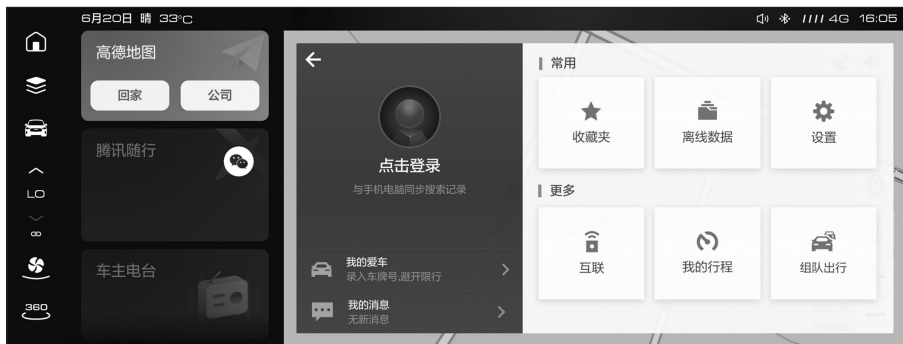 6月20日 晴 33°C
4G 16:05
LO
360
高德地图
回家
公司
腾讯随行
车主电台
点击登录
与手机电脑同步搜索记录
我的爱车
录入车牌号,避开限行
我的消息
无新消息
常用
收藏夹
离线数据
设置
更多
互联
我的行程
组队出行